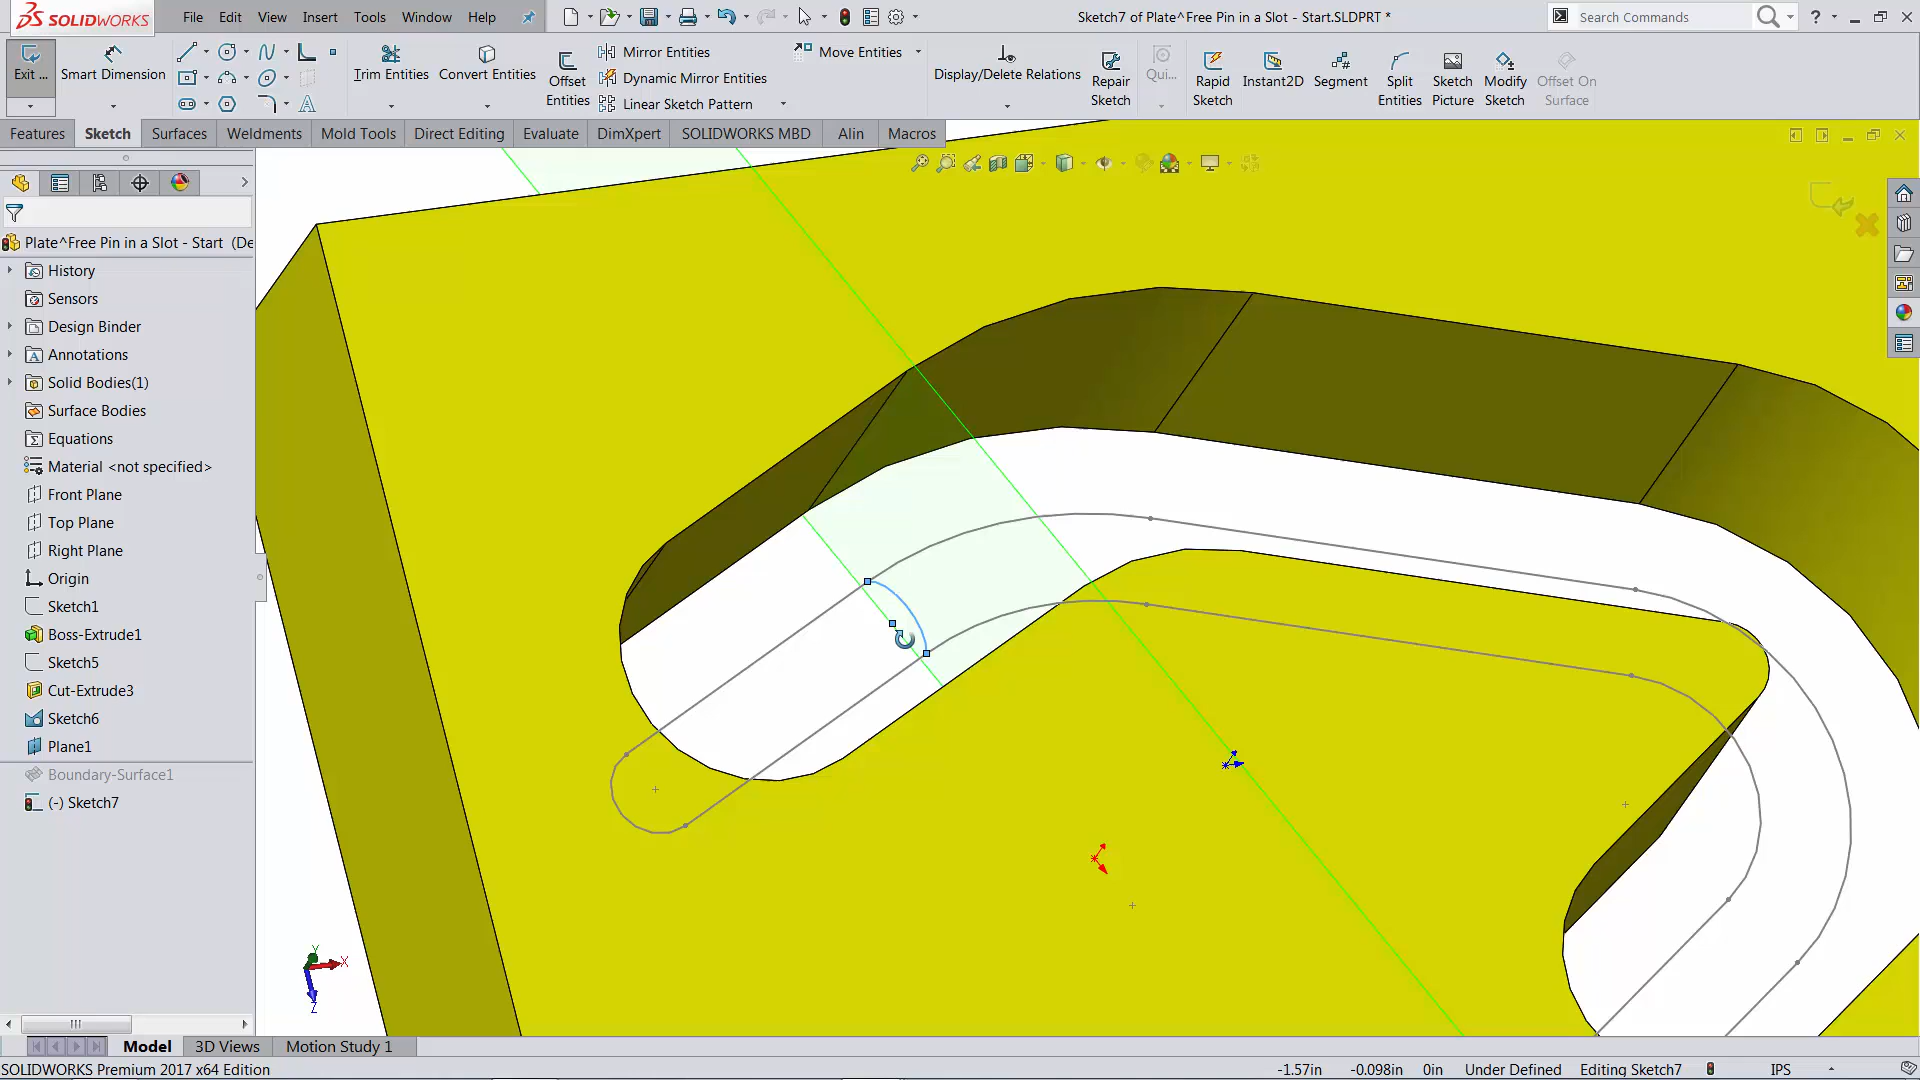 SOLIDWORKS File Edit View Insert Tools Window Help Sketch7 of Plate^Free Pin in a Slot - Start.SLDPRT * Search Commands ?
Exit ... Smart Dimension Trim Entities Convert Entities Offset Entities Mirror Entities Move Entities Display/Delete Relations Repair Sketch Qui... Rapid Sketch Instant2D Segment Split Entities Sketch Picture Modify Sketch Offset On Surface
Dynamic Mirror Entities
Linear Sketch Pattern
Features Sketch Surfaces Weldments Mold Tools Direct Editing Evaluate DimXpert SOLIDWORKS MBD Alin Macros
Plate^Free Pin in a Slot - Start (De
History
Sensors
Design Binder
Annotations
Solid Bodies(1)
Surface Bodies
Equations
Material <not specified>
Front Plane
Top Plane
Right Plane
Origin
Sketch1
Boss-Extrude1
Sketch5
Cut-Extrude3
Sketch6
Plane1
Boundary-Surface1
(-) Sketch7
Y
X
Z
Model 3D Views Motion Study 1
SOLIDWORKS Premium 2017 x64 Edition -1.57in -0.098in 0in Under Defined Editing Sketch7 IPS